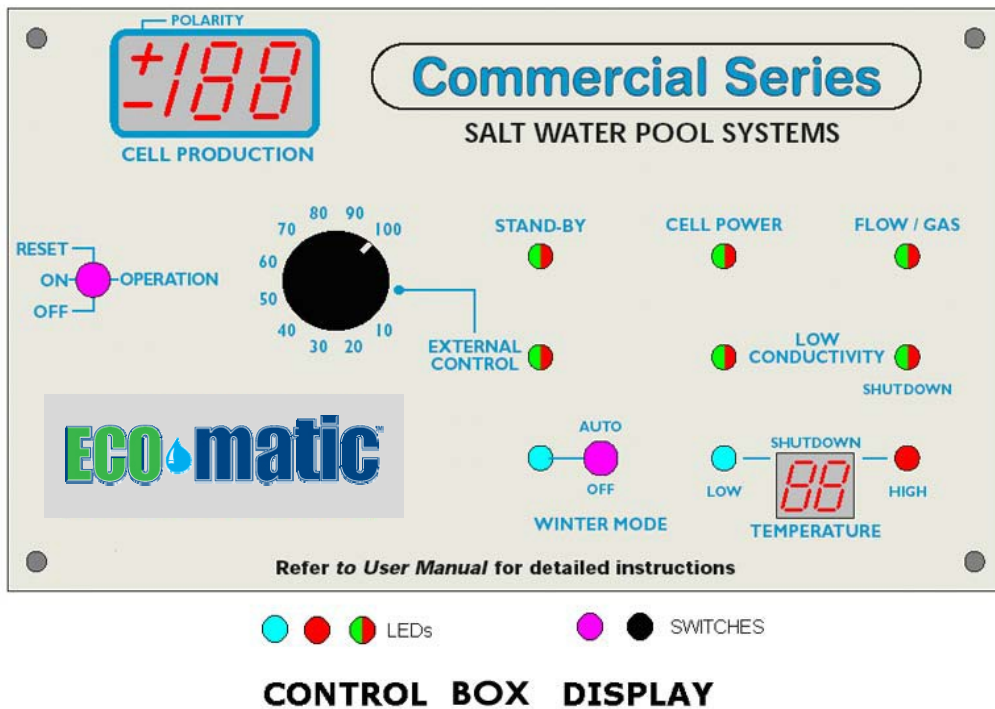 POLARITY
+188
-
CELL PRODUCTION
Commercial Series
SALT WATER POOL SYSTEMS
RESET
ON
OFF
OPERATION
10
20
30
40
50
60
70
80
90
100
EXTERNAL
CONTROL
STAND-BY
CELL POWER
FLOW / GAS
LOW
CONDUCTIVITY
SHUTDOWN
ECO matic™
AUTO
OFF
WINTER MODE
SHUTDOWN
LOW
88
HIGH
TEMPERATURE
Refer to User Manual for detailed instructions
LEDs
SWITCHES
CONTROL BOX DISPLAY